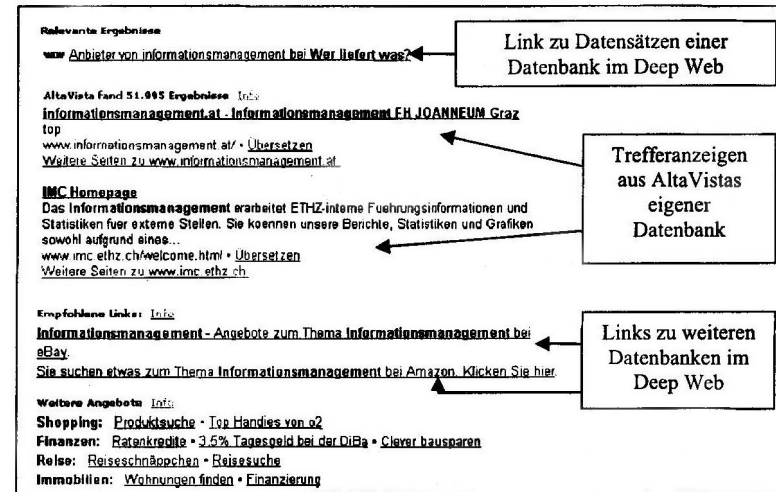 Relevante Ergebnisse
www Anbieter von informationsmanagement bei Wer liefert was?
Link zu Datensätzen einer
Datenbank im Deep Web
AltaVista fand 51.995 Ergebnisse Info
informationsmanagement.at - Informationsmanagement FH JOANNEUM Graz
top
www.informationsmanagement.at/ • Übersetzen
Weitere Seiten zu www.informationsmanagement.at
IMC Homepage
Das Informationsmanagement erarbeitet ETHZ-interne Fuehrungsinformationen und
Statistiken fuer externe Stellen. Sie koennen unsere Berichte, Statistiken und Grafiken
sowohl aufgrund eines...
www.imc.ethz.ch/welcome.html • Übersetzen
Weitere Seiten zu www.imc.ethz.ch
Trefferanzeigen
aus AltaVistas
eigener
Datenbank
Empfohlene Links: Info
Informationsmanagement - Angebote zum Thema Informationsmanagement bei
eBay.
Sie suchen etwas zum Thema Informationsmanagement bei Amazon. Klicken Sie hier.
Links zu weiteren
Datenbanken im
Deep Web
Weitere Angebote Info
Shopping: Produktsuche • Top Handies von o2
Finanzen: Ratenkredite • 3.5% Tagesgeld bei der DiBa • Clever bausparen
Reise: Reiseschnäppchen • Reisesuche
Immobilien: Wohnungen finden • Finanzierung